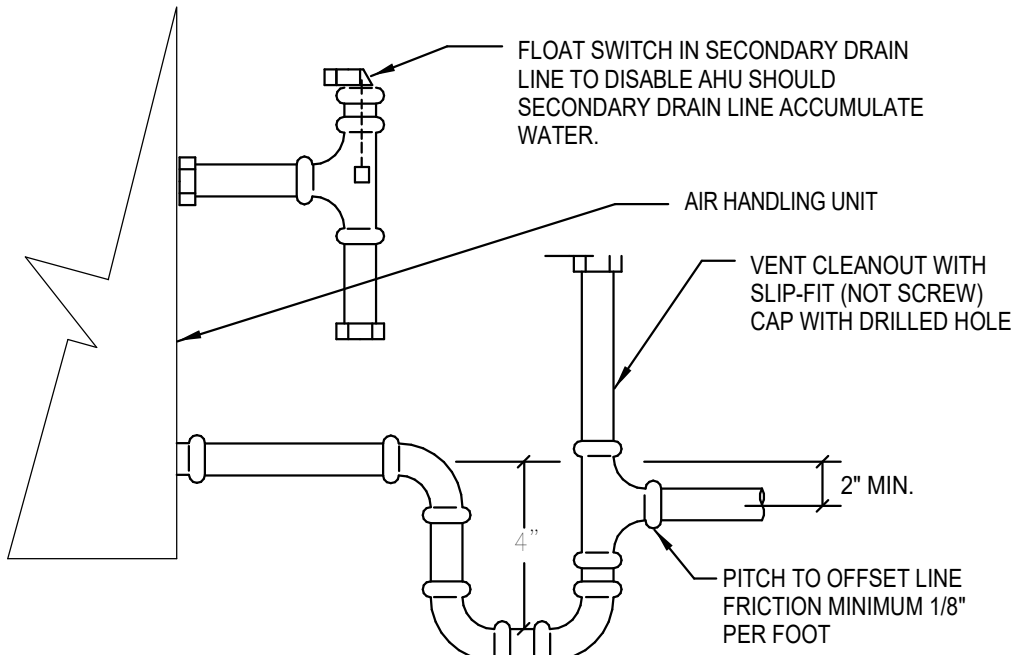 FLOAT SWITCH IN SECONDARY DRAIN
LINE TO DISABLE AHU SHOULD
SECONDARY DRAIN LINE ACCUMULATE
WATER.
AIR HANDLING UNIT
VENT CLEANOUT WITH
SLIP-FIT (NOT SCREW)
CAP WITH DRILLED HOLE
2" MIN.
4"
PITCH TO OFFSET LINE
FRICTION MINIMUM 1/8"
PER FOOT